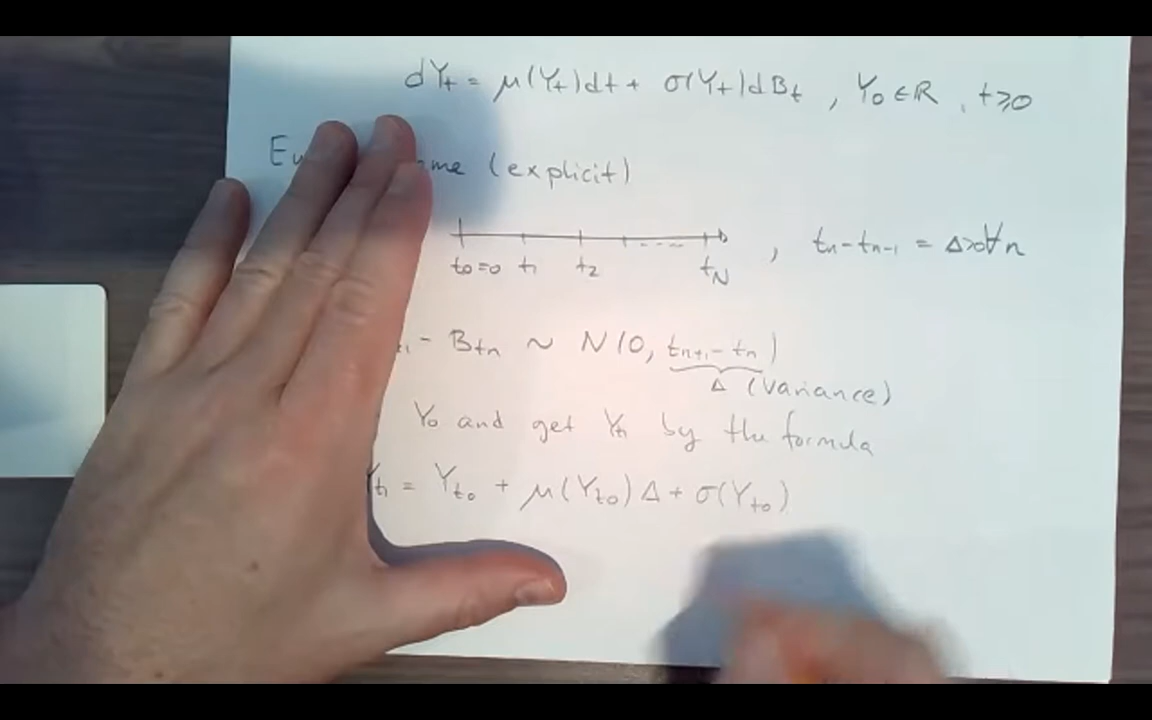 dY_t = μ(Y_t)dt + σ(Y_t)dB_t , Y_0 ∈ ℝ , t≥0
(explicit)
t_0=0 t_1 t_2 ---- t_N , t_n - t_{n-1} = Δ>0 ∀n
- B_{t_n} ~ N(0, t_{n+1} - t_n)
Δ (variance)
Y_0 and get Y_{t_1} by the formula
Y_{t_1} = Y_{t_0} + μ(Y_{t_0})Δ + σ(Y_{t_0})